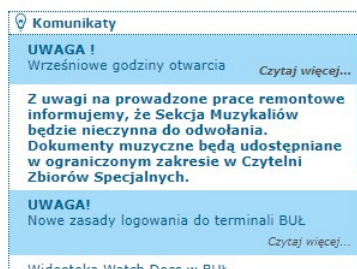 Komunikaty
UWAGA !
Wrześniowe godziny otwarcia
Czytaj więcej...
Z uwagi na prowadzone prace remontowe
informujemy, że Sekcja Muzykaliów
będzie nieczynna do odwołania.
Dokumenty muzyczne będą udostępniane
w ograniczonym zakresie w Czytelni
Zbiorów Specjalnych.
UWAGA!
Nowe zasady logowania do terminali BUŁ
Czytaj więcej...
Wideoteka Watch Docs w BUŁ